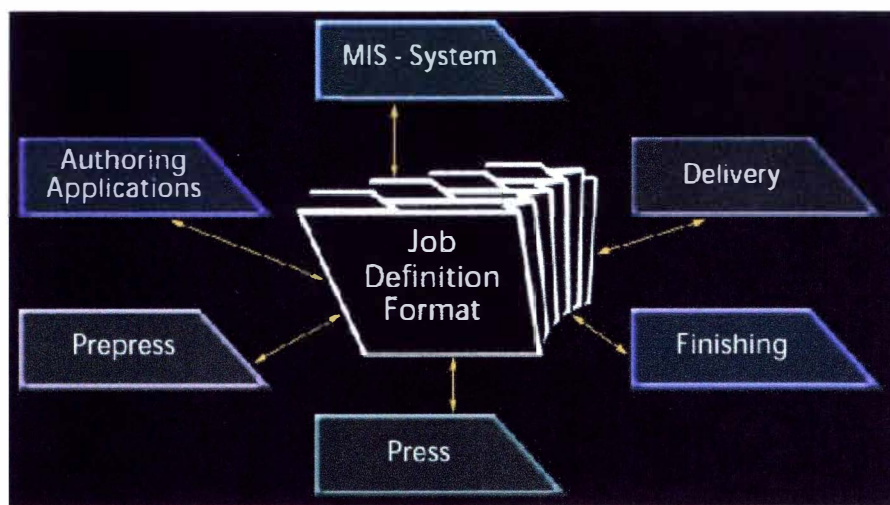 MIS - System
Authoring
Applications
Delivery
Job
Definition
Format
Prepress
Finishing
Press